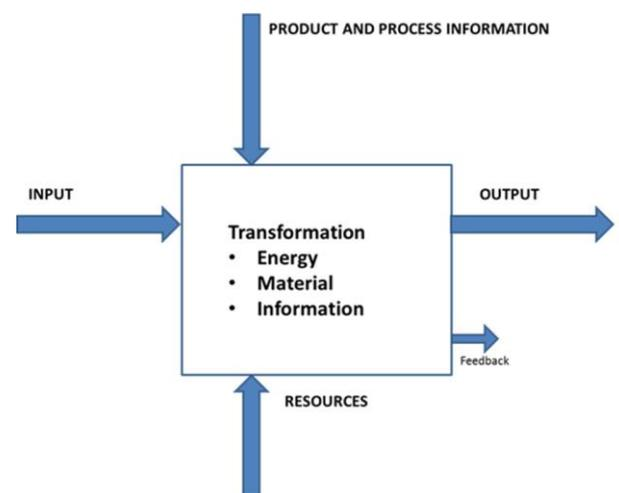 PRODUCT AND PROCESS INFORMATION
INPUT
OUTPUT
Transformation
• Energy
• Material
• Information
Feedback
RESOURCES